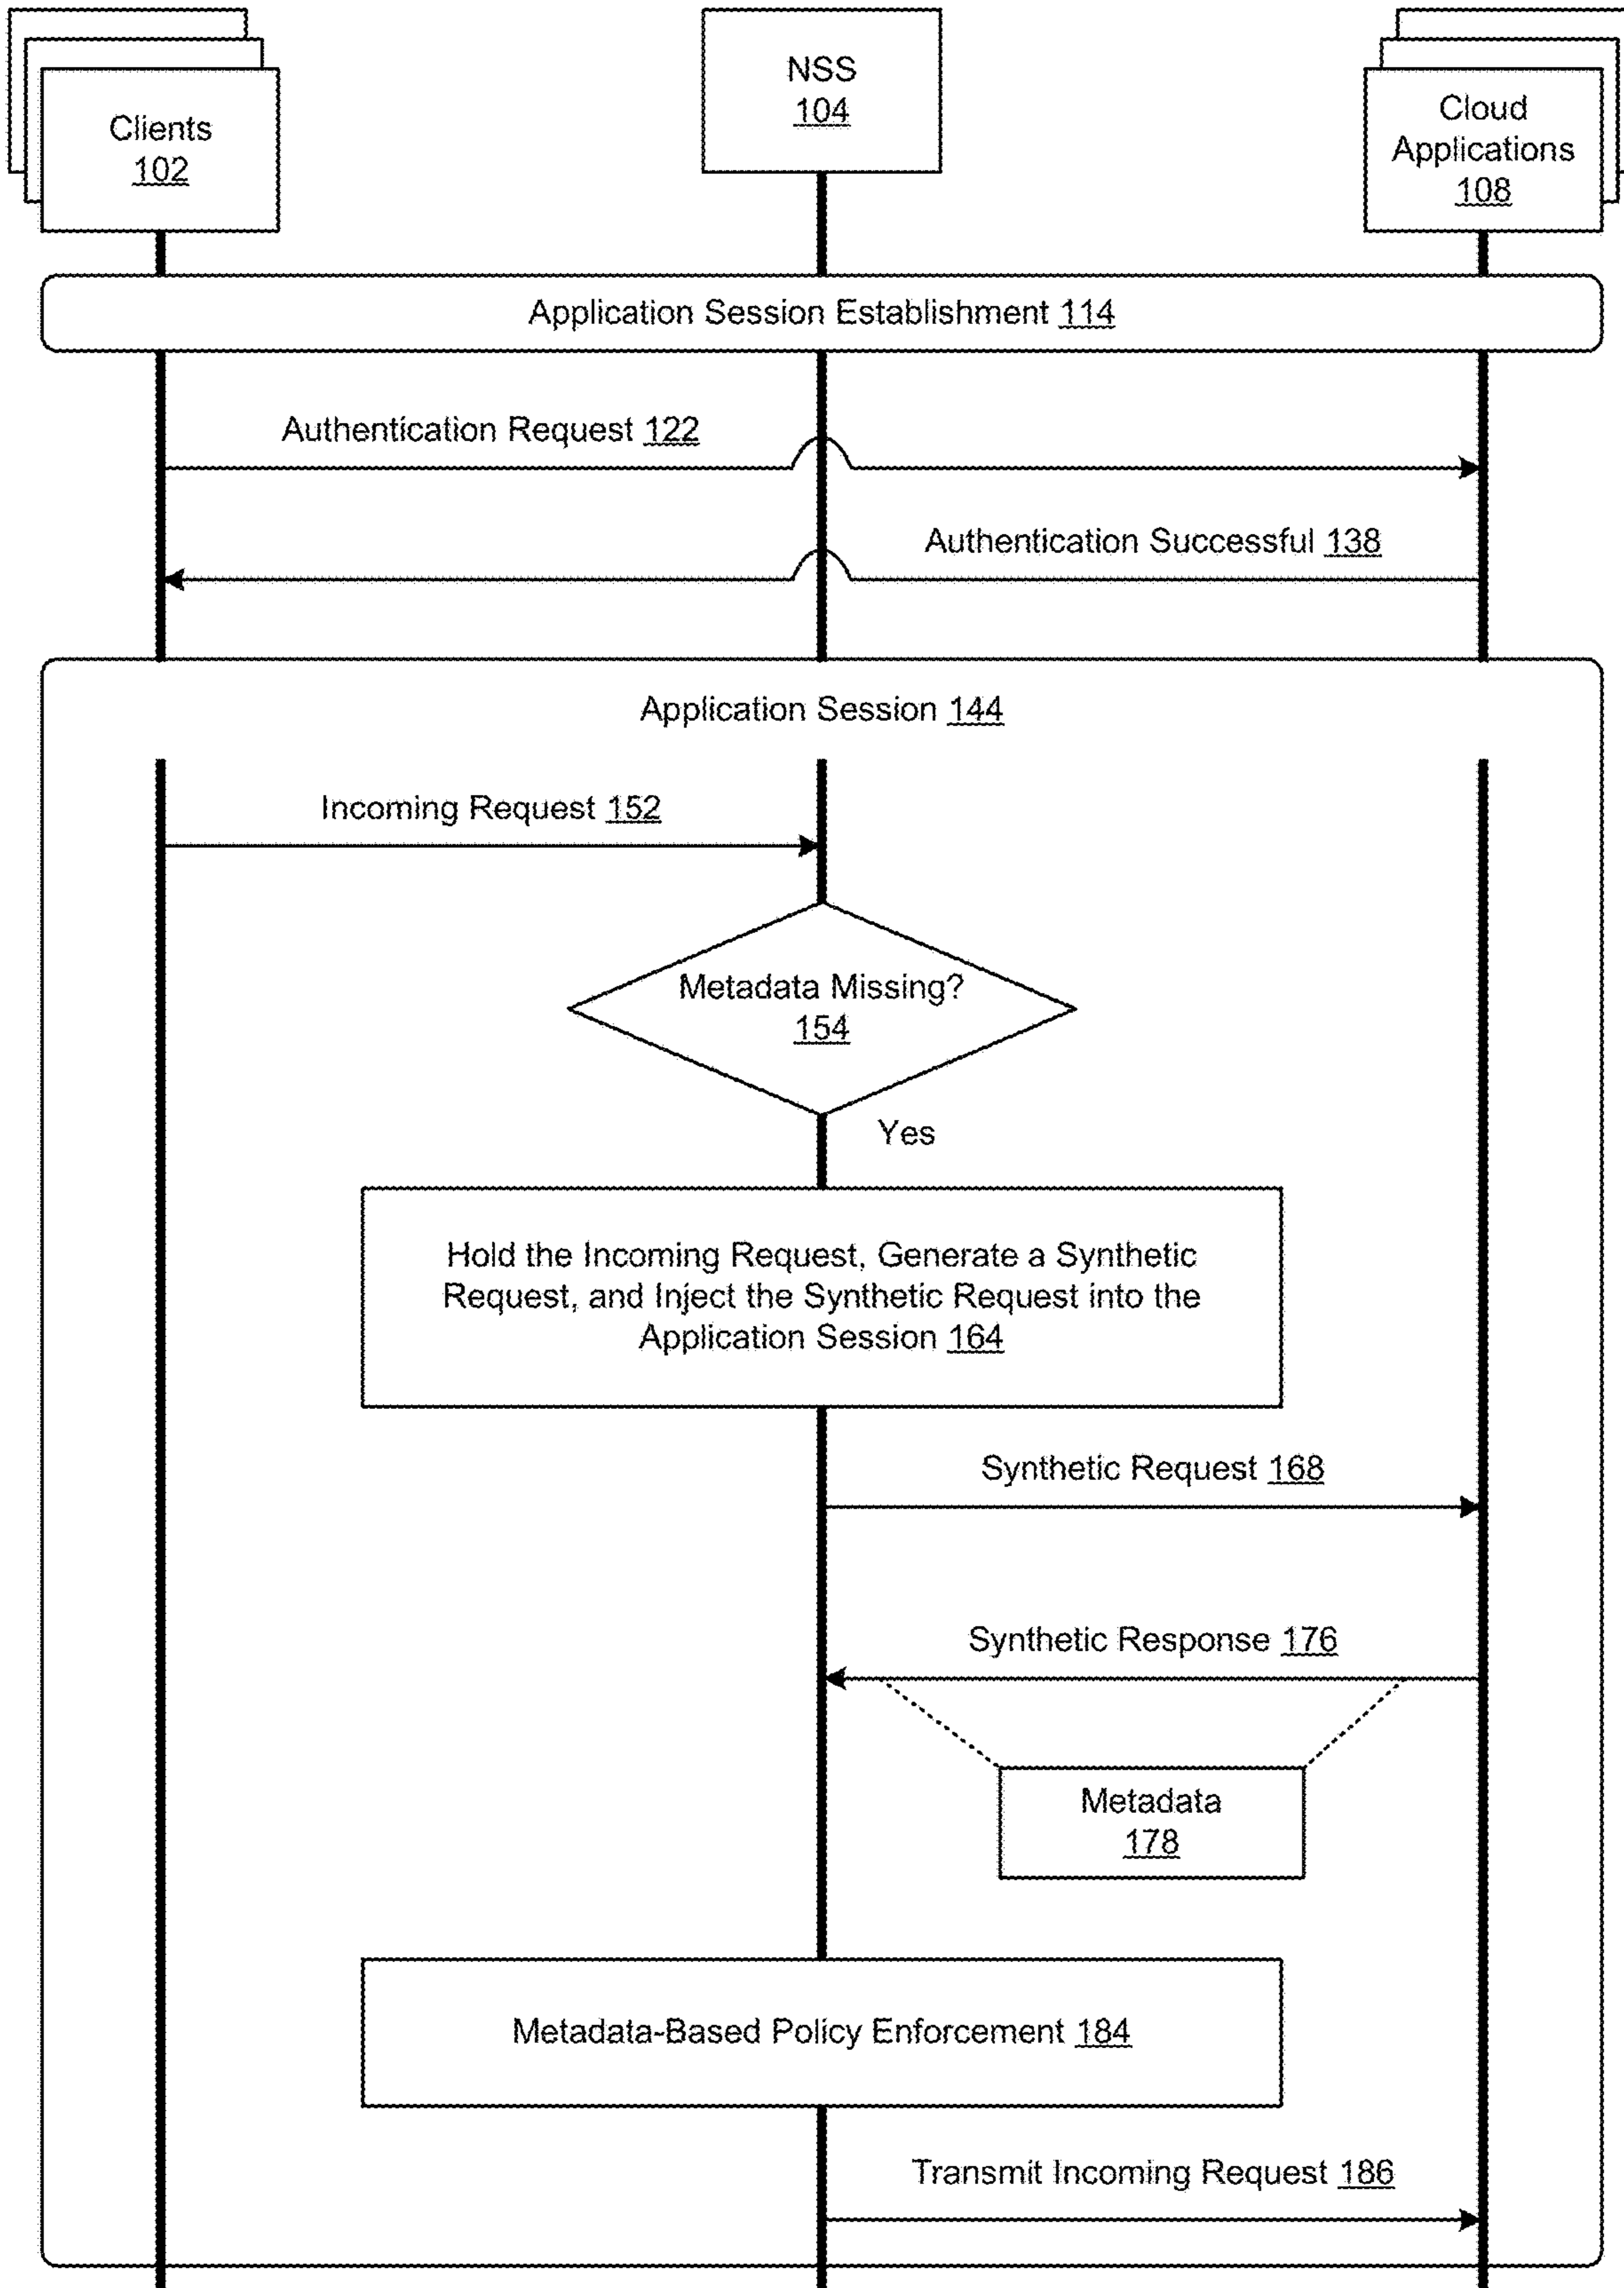 Clients
102
NSS
104
Cloud
Applications
108
Application Session Establishment 114
Authentication Request 122
Authentication Successful 138
Application Session 144
Incoming Request 152
Metadata Missing?
154
Yes
Hold the Incoming Request, Generate a Synthetic
Request, and Inject the Synthetic Request into the
Application Session 164
Synthetic Request 168
Synthetic Response 176
Metadata
178
Metadata-Based Policy Enforcement 184
Transmit Incoming Request 186